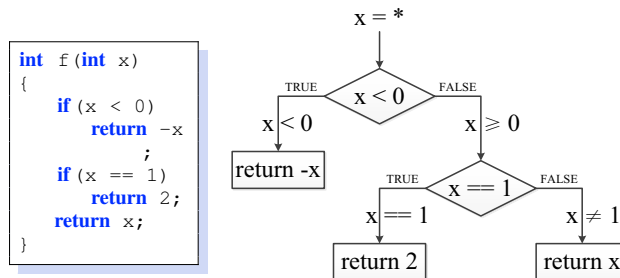 int f(int x)
{
if(x < 0)
return -x
;
if(x == 1)
return 2;
return x;
}
x = *
TRUE
x < 0
FALSE
x < 0
x ⩾ 0
return -x
TRUE
x == 1
FALSE
x == 1
x ≠ 1
return 2
return x